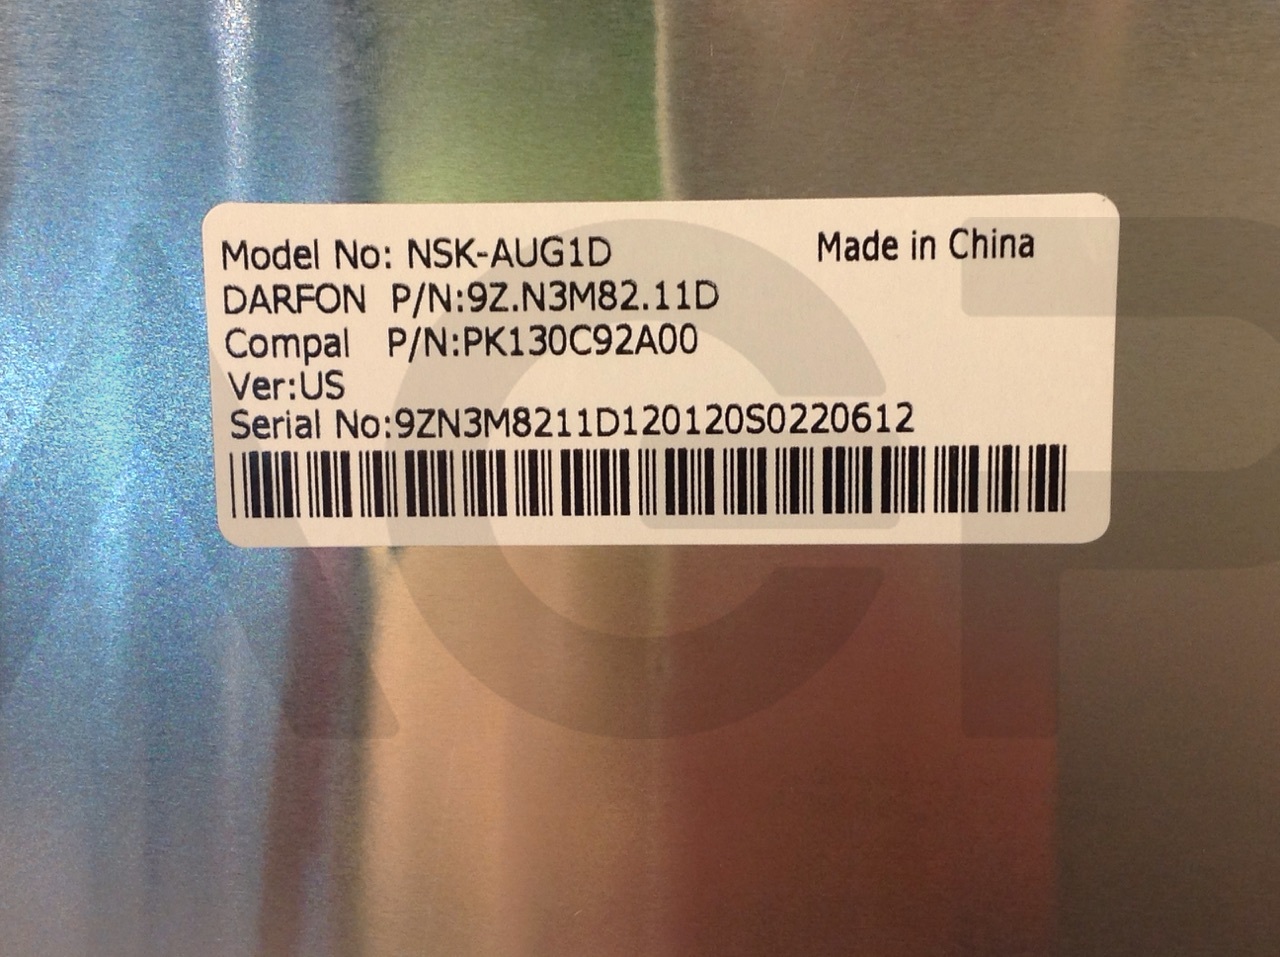 Model No: NSK-AUG1D Made in China
DARFON P/N:9Z.N3M82.11D
Compal P/N:PK130C92A00
Ver:US
Serial No:9ZN3M8211D120120S0220612